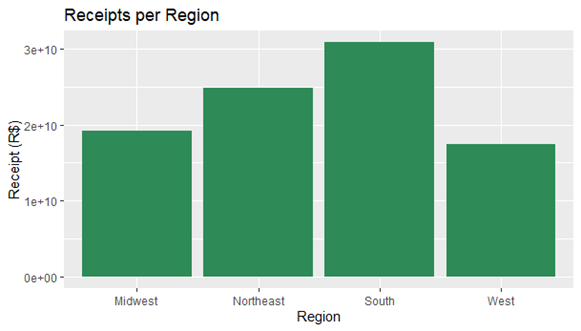 Receipts per Region
3e+10
2e+10
1e+10
0e+00
Receipt (R$)
Midwest Northeast South West
Region